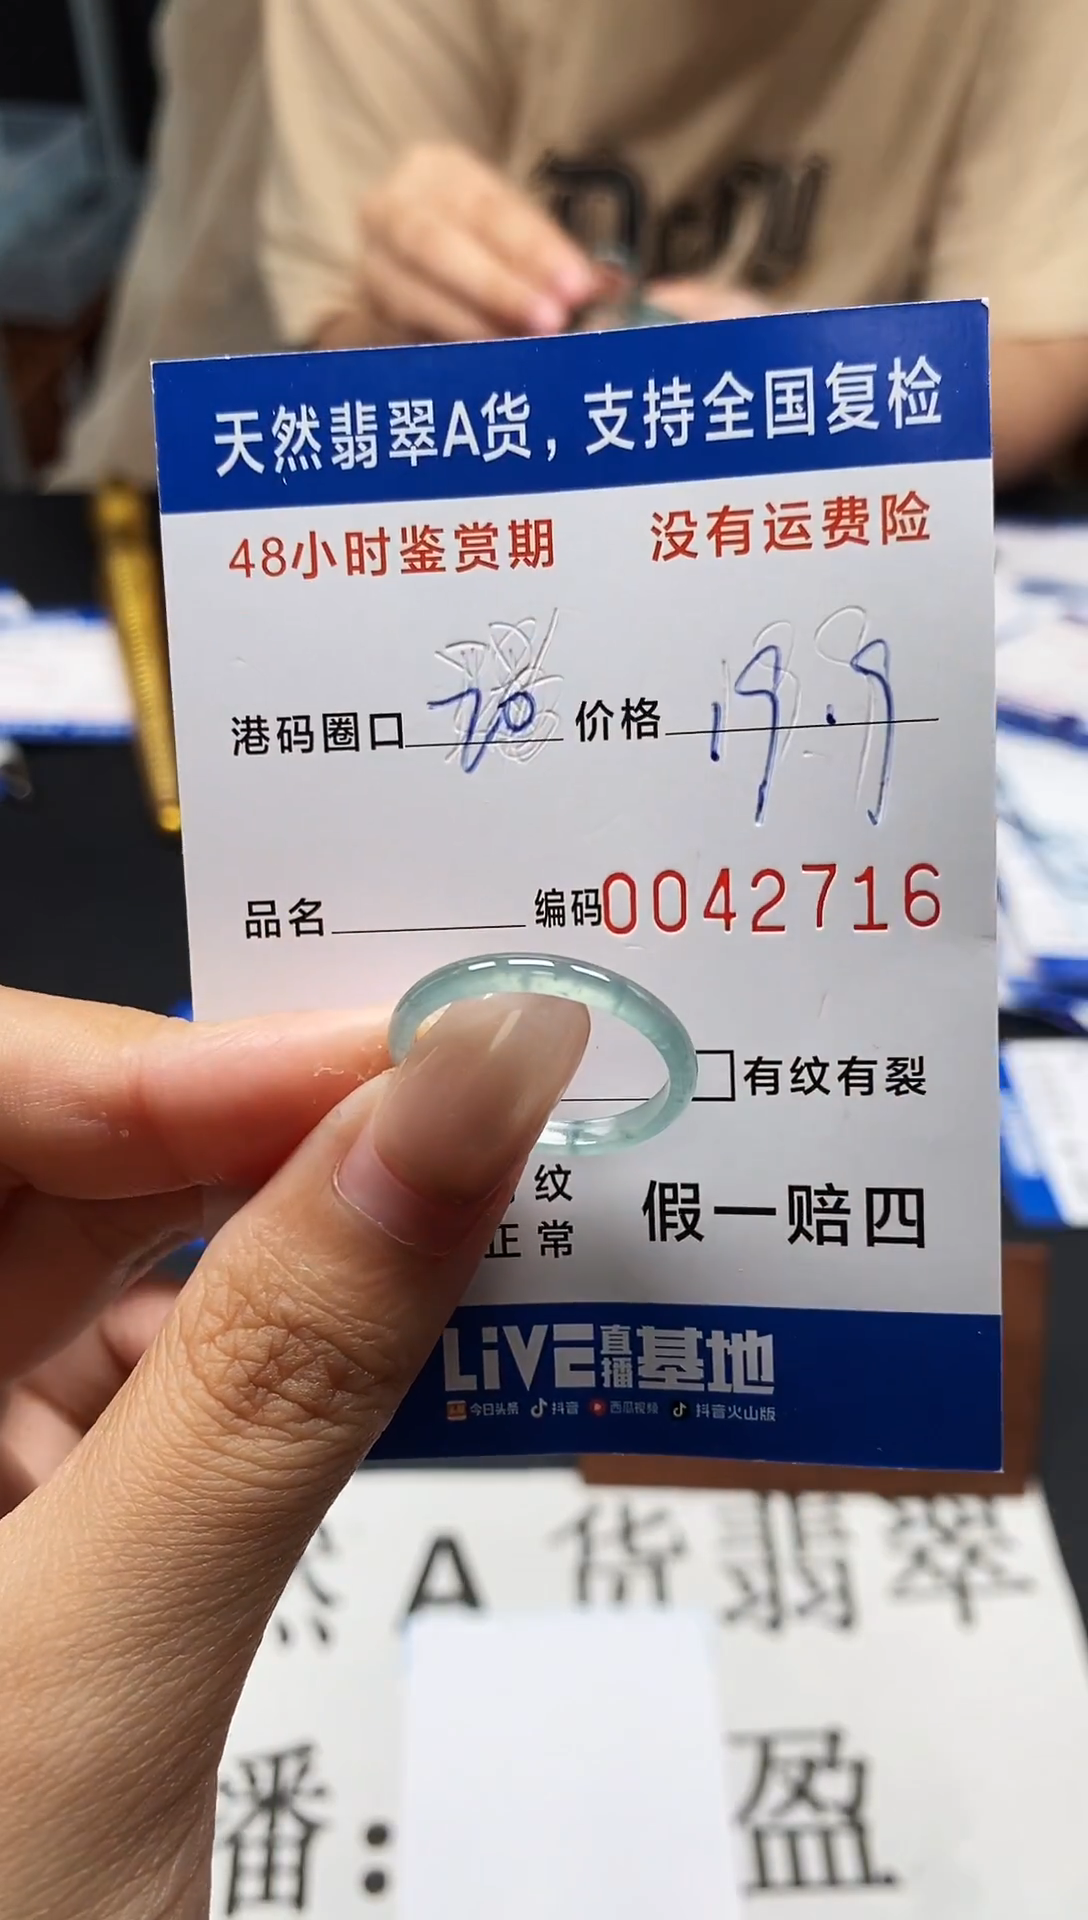 天然翡翠A货，支持全国复检
48小时鉴赏期 没有运费险
港码圈口 20 价格 19.9
品名 编码0042716
有纹有裂
纹
正常 假一赔四
LiVE直播基地
今日头条 抖音 西瓜视频 抖音火山版
然 A 货翡翠
播： 盈